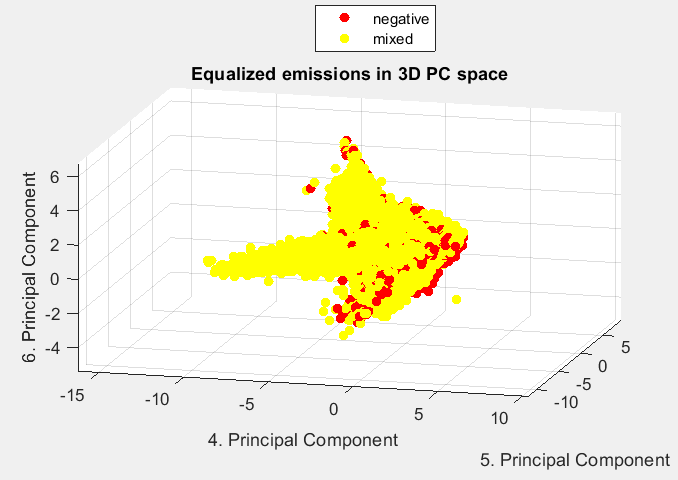 negative
mixed
Equalized emissions in 3D PC space
6. Principal Component
6
4
2
0
-2
-4
-15
-10
-5
0
5
10
4. Principal Component
5
0
-5
-10
5. Principal Component